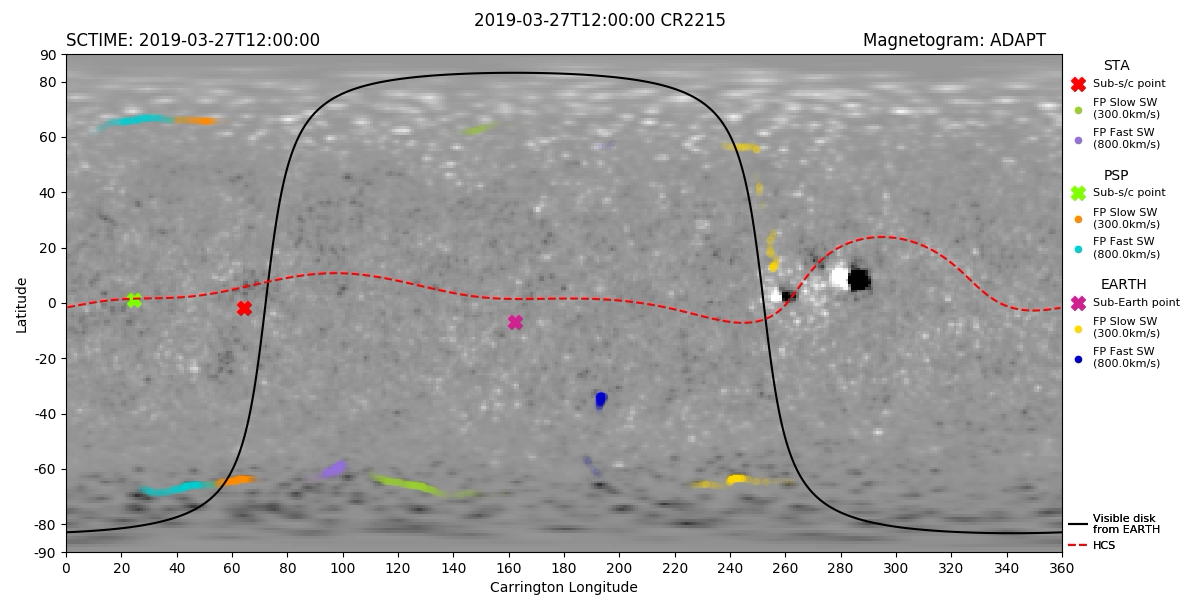 2019-03-27T12:00:00 CR2215
SCTIME: 2019-03-27T12:00:00
Magnetogram: ADAPT
90
80
60
40
20
0
-20
-40
-60
-80
-90
Latitude
0 20 40 60 80 100 120 140 160 180 200 220 240 260 280 300 320 340 360
Carrington Longitude
STA
Sub-s/c point
FP Slow SW
(300.0km/s)
FP Fast SW
(800.0km/s)
PSP
Sub-s/c point
FP Slow SW
(300.0km/s)
FP Fast SW
(800.0km/s)
EARTH
Sub-Earth point
FP Slow SW
(300.0km/s)
FP Fast SW
(800.0km/s)
Visible disk
from EARTH
HCS